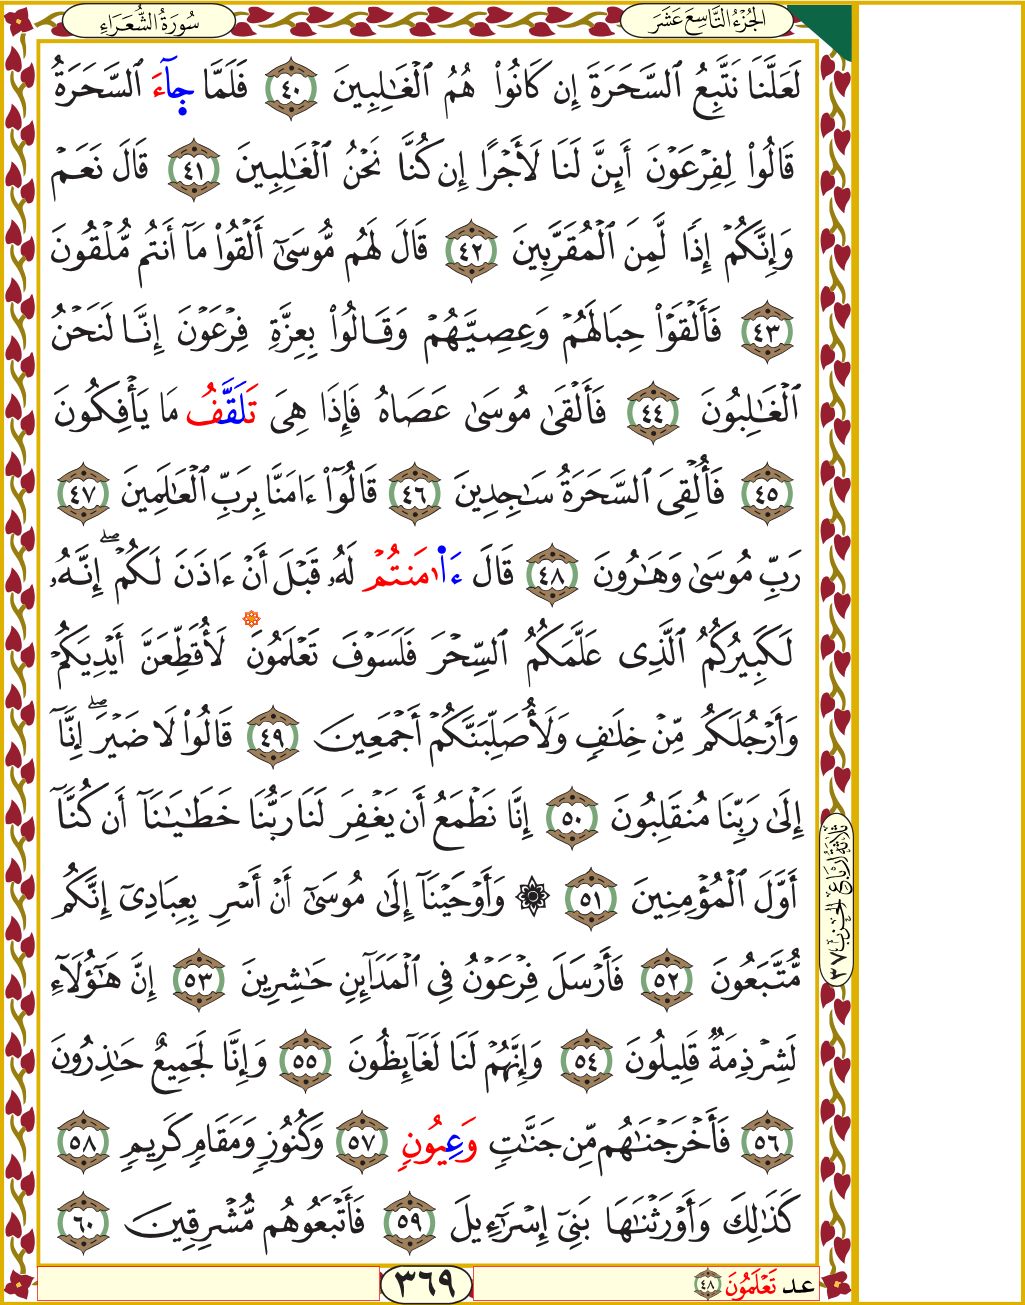 سُورَةُ الشُّعَرَاءِ
الجُزْءُ التَّاسِعَ عَشَرَ
لَعَلَّنَا نَتَّبِعُ ٱلسَّحَرَةَ إِن كَانُوا۟ هُمُ ٱلْغَـٰلِبِينَ ٤٠ فَلَمَّا جَآءَ ٱلسَّحَرَةُ
قَالُوا۟ لِفِرْعَوْنَ أَئِنَّ لَنَا لَأَجْرًا إِن كُنَّا نَحْنُ ٱلْغَـٰلِبِينَ ٤١ قَالَ نَعَمْ
وَإِنَّكُمْ إِذًا لَّمِنَ ٱلْمُقَرَّبِينَ ٤٢ قَالَ لَهُم مُّوسَىٰٓ أَلْقُوا۟ مَآ أَنتُم مُّلْقُونَ
٤٣ فَأَلْقَوْا۟ حِبَالَهُمْ وَعِصِيَّهُمْ وَقَالُوا۟ بِعِزَّةِ فِرْعَوْنَ إِنَّا لَنَحْنُ
ٱلْغَـٰلِبُونَ ٤٤ فَأَلْقَىٰ مُوسَىٰ عَصَاهُ فَإِذَا هِىَ تَلَقَّفُ مَا يَأْفِكُونَ
٤٥ فَأُلْقِىَ ٱلسَّحَرَةُ سَـٰجِدِينَ ٤٦ قَالُوٓا۟ ءَامَنَّا بِرَبِّ ٱلْعَـٰلَمِينَ ٤٧
رَبِّ مُوسَىٰ وَهَـٰرُونَ ٤٨ قَالَ ءَا۬مَنتُمْ لَهُۥ قَبْلَ أَنْ ءَاذَنَ لَكُمْ ۖ إِنَّهُۥ
لَكَبِيرُكُمُ ٱلَّذِى عَلَّمَكُمُ ٱلسِّحْرَ فَلَسَوْفَ تَعْلَمُونَ لَأُقَطِّعَنَّ أَيْدِيَكُمْ
وَأَرْجُلَكُم مِّنْ خِلَـٰفٍ وَلَأُصَلِّبَنَّكُمْ أَجْمَعِينَ ٤٩ قَالُوا۟ لَا ضَيْرَ ۖ إِنَّآ
إِلَىٰ رَبِّنَا مُنقَلِبُونَ ٥٠ إِنَّا نَطْمَعُ أَن يَغْفِرَ لَنَا رَبُّنَا خَطَـٰيَـٰنَآ أَن كُنَّآ
أَوَّلَ ٱلْمُؤْمِنِينَ ٥١ ۞ وَأَوْحَيْنَآ إِلَىٰ مُوسَىٰٓ أَنْ أَسْرِ بِعِبَادِىٓ إِنَّكُم
مُّتَّبَعُونَ ٥٢ فَأَرْسَلَ فِرْعَوْنُ فِى ٱلْمَدَآئِنِ حَـٰشِرِينَ ٥٣ إِنَّ هَـٰٓؤُلَآءِ
لَشِرْذِمَةٌ قَلِيلُونَ ٥٤ وَإِنَّهُمْ لَنَا لَغَآئِظُونَ ٥٥ وَإِنَّا لَجَمِيعٌ حَـٰذِرُونَ
٥٦ فَأَخْرَجْنَـٰهُم مِّن جَنَّـٰتٍ وَعِيُونٍ ٥٧ وَكُنُوزٍ وَمَقَامٍ كَرِيمٍ ٥٨
كَذَٰلِكَ وَأَوْرَثْنَـٰهَا بَنِىٓ إِسْرَٰٓءِيلَ ٥٩ فَأَتْبَعُوهُم مُّشْرِقِينَ ٦٠
ثلاثة أرباع الحزب ٣٧
عد تَعْلَمُونَ ٤٨
٣٦٩